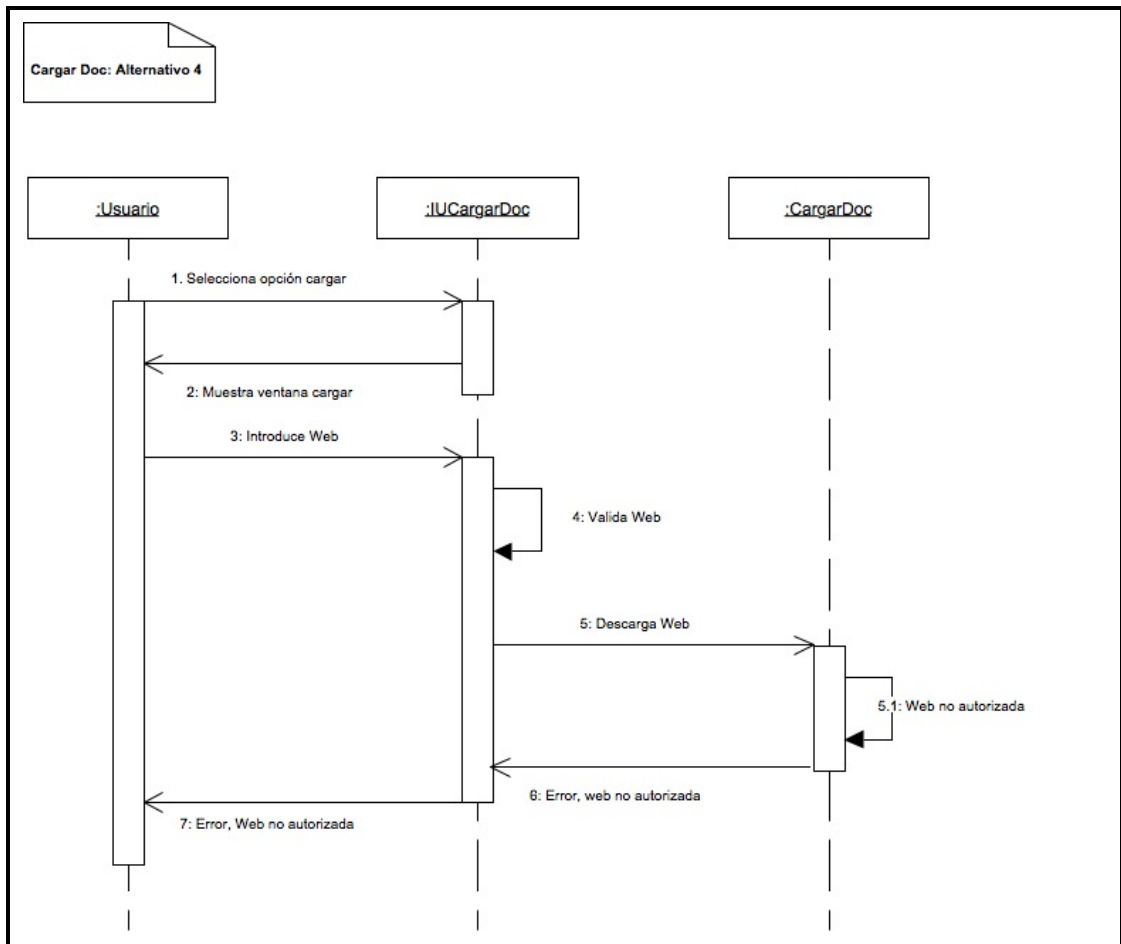 Cargar Doc: Alternativo 4
:Usuario
:IUCargarDoc
:CargarDoc
1. Selecciona opción cargar
2: Muestra ventana cargar
3: Introduce Web
4: Valida Web
5: Descarga Web
5.1: Web no autorizada
6: Error, web no autorizada
7: Error, Web no autorizada